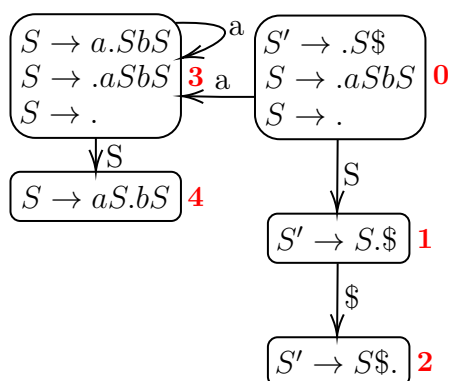 S → a.SbS
S → .aSbS
S → .
3
a
a
S' → .S$
S → .aSbS
S → .
0
S
S → aS.bS
4
S
S' → S.$
1
$
S' → S$.
2